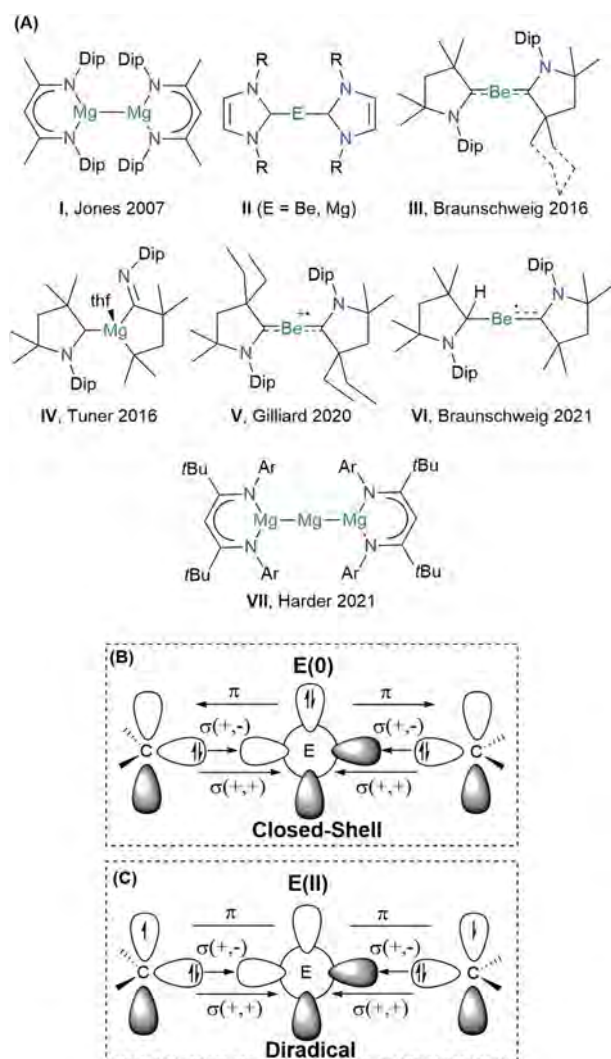 (A)
Dip Dip
N N
Mg Mg
N N
Dip Dip
I, Jones 2007
R R
N N
E
N N
R R
II (E = Be, Mg)
Dip
N
Be
N
Dip
III, Braunschweig 2016
Dip
N
thf
Mg
N
Dip
IV, Tuner 2016
Dip
N
+•
Be
N
Dip
V, Gilliard 2020
Dip
H N
•
Be
N
Dip
VI, Braunschweig 2021
tBu Ar Ar tBu
N N
Mg Mg Mg
N N
tBu Ar Ar tBu
VII, Harder 2021
(B)
E(0)
π π
σ(+,-) σ(+,-)
C E C
σ(+,+) σ(+,+)
Closed-Shell
(C)
E(II)
π π
σ(+,-) σ(+,-)
C E C
σ(+,+) σ(+,+)
Diradical